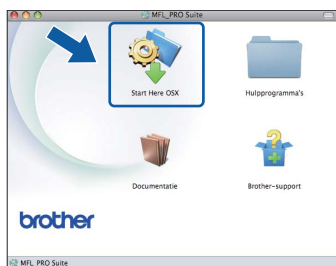 MFL_PRO Suite
Start Here OSX
Hulpprogramma's
Documentatie
Brother-support
brother
MFL_PRO Suite